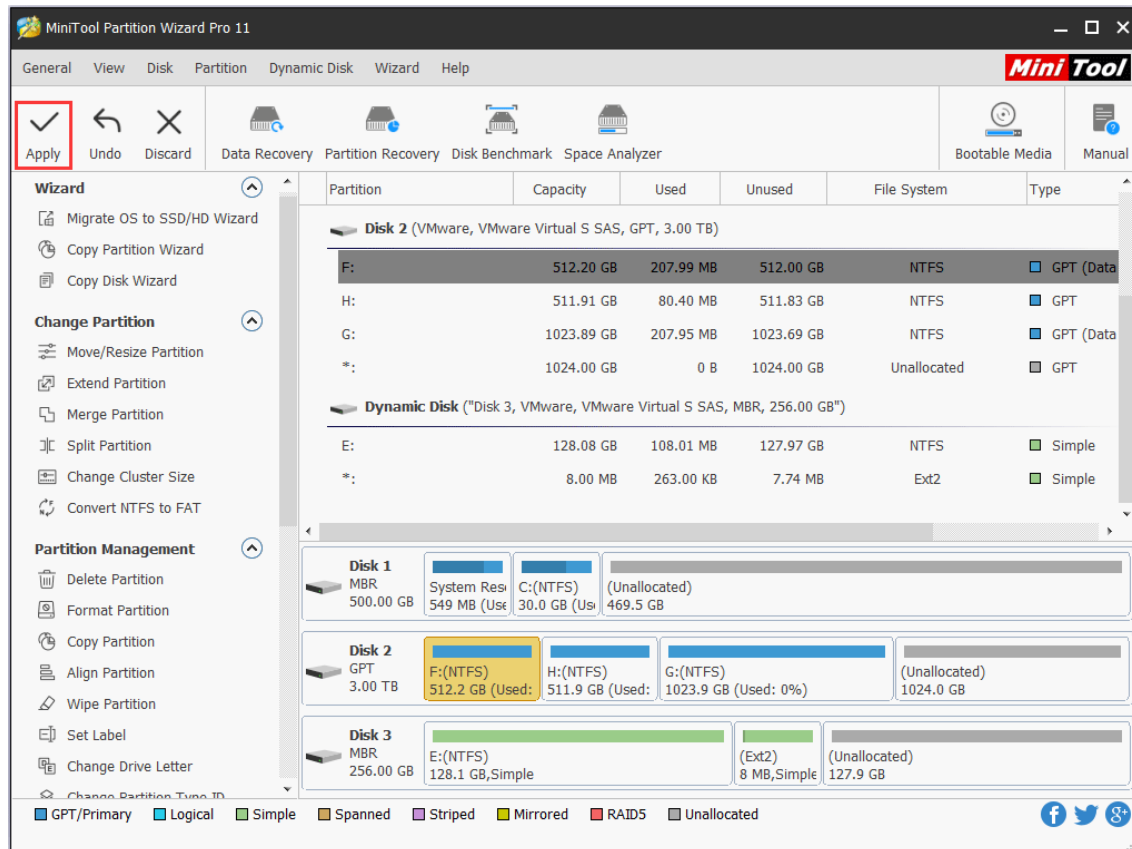 MiniTool Partition Wizard Pro 11
General View Disk Partition Dynamic Disk Wizard Help
Mini Tool
Apply Undo Discard Data Recovery Partition Recovery Disk Benchmark Space Analyzer Bootable Media Manual
Wizard
Migrate OS to SSD/HD Wizard
Copy Partition Wizard
Copy Disk Wizard
Change Partition
Move/Resize Partition
Extend Partition
Merge Partition
Split Partition
Change Cluster Size
Convert NTFS to FAT
Partition Management
Delete Partition
Format Partition
Copy Partition
Align Partition
Wipe Partition
Set Label
Change Drive Letter
Change Partition Type ID
Partition Capacity Used Unused File System Type
Disk 2 (VMware, VMware Virtual S SAS, GPT, 3.00 TB)
F: 512.20 GB 207.99 MB 512.00 GB NTFS GPT (Data
H: 511.91 GB 80.40 MB 511.83 GB NTFS GPT
G: 1023.89 GB 207.95 MB 1023.69 GB NTFS GPT (Data
*: 1024.00 GB 0 B 1024.00 GB Unallocated GPT
Dynamic Disk ("Disk 3, VMware, VMware Virtual S SAS, MBR, 256.00 GB")
E: 128.08 GB 108.01 MB 127.97 GB NTFS Simple
*: 8.00 MB 263.00 KB 7.74 MB Ext2 Simple
Disk 1
MBR
500.00 GB
System Res
549 MB (Use
C:(NTFS)
30.0 GB (Us
(Unallocated)
469.5 GB
Disk 2
GPT
3.00 TB
F:(NTFS)
512.2 GB (Used:
H:(NTFS)
511.9 GB (Used:
G:(NTFS)
1023.9 GB (Used: 0%)
(Unallocated)
1024.0 GB
Disk 3
MBR
256.00 GB
E:(NTFS)
128.1 GB,Simple
(Ext2)
8 MB,Simple
(Unallocated)
127.9 GB
GPT/Primary Logical Simple Spanned Striped Mirrored RAID5 Unallocated